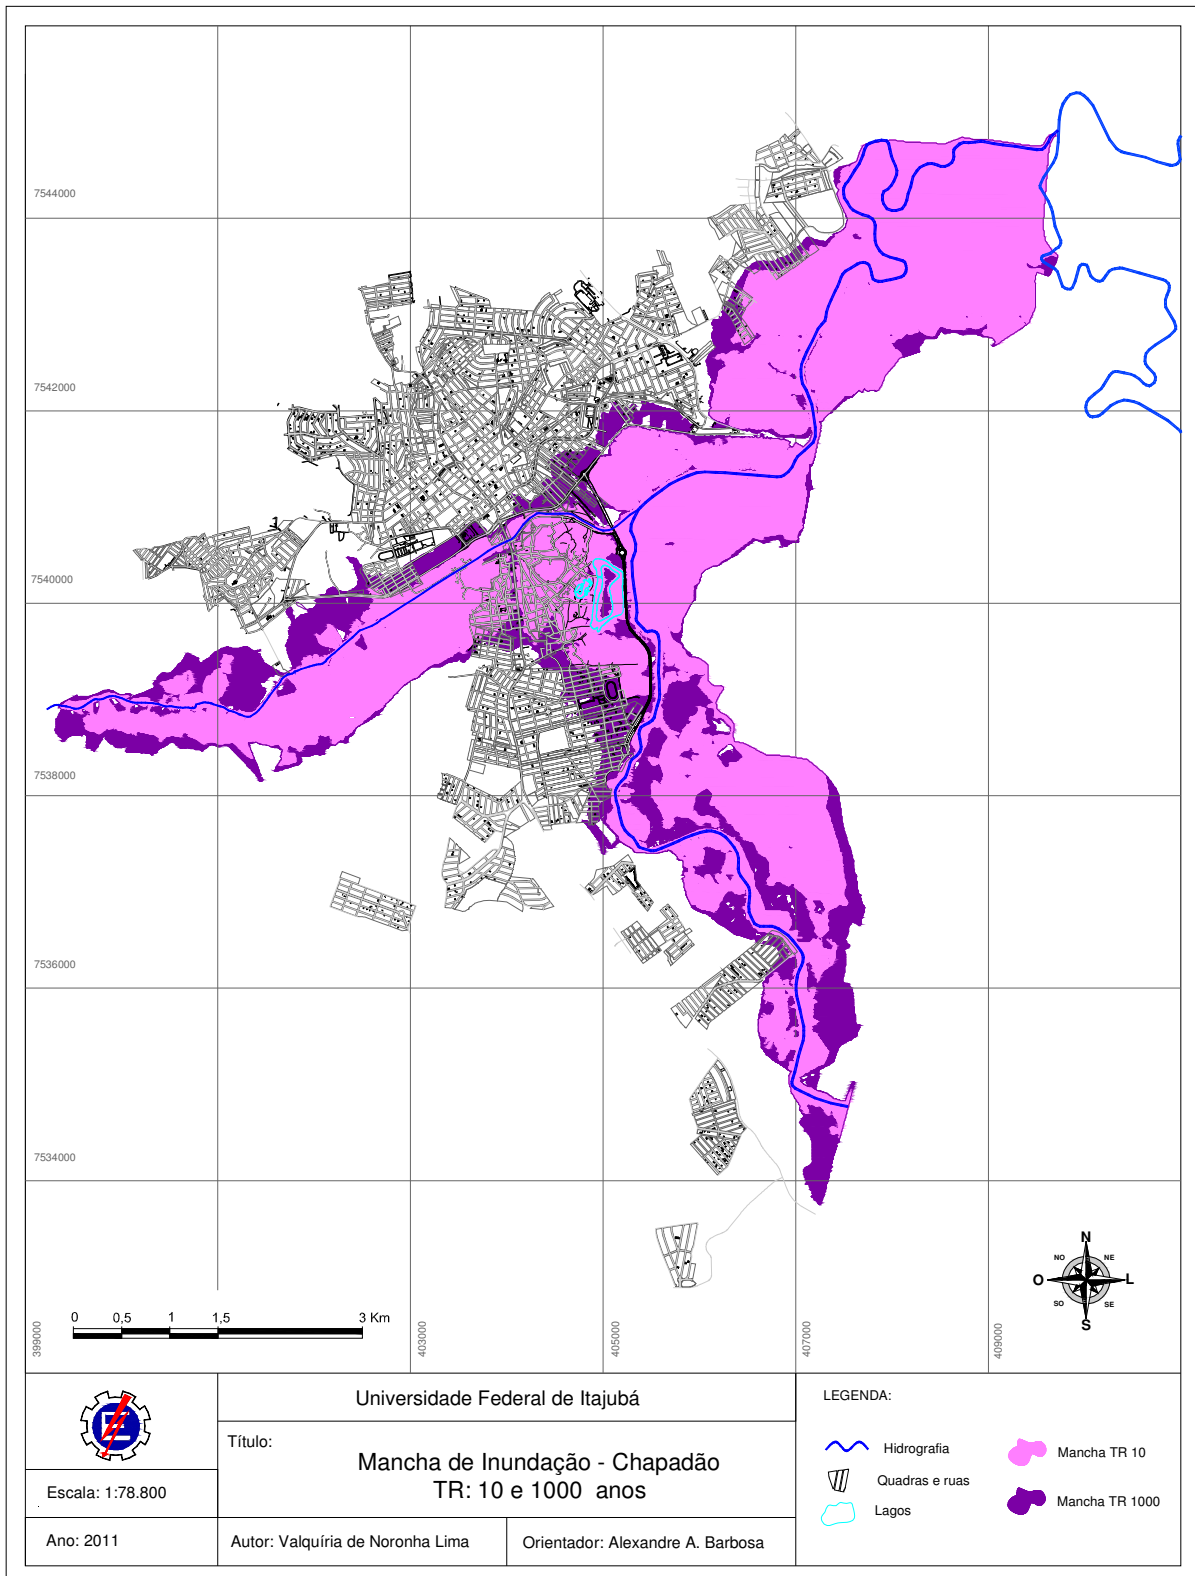 7544000
7542000
7540000
7538000
7536000
7534000
N
NO
NE
O
L
SO
SE
S
0 0,5 1 1,5 3 Km
399000
403000
405000
407000
409000
Universidade Federal de Itajubá
Título:
Mancha de Inundação - Chapadão
TR: 10 e 1000 anos
Escala: 1:78.800
Ano: 2011
Autor: Valquíria de Noronha Lima
Orientador: Alexandre A. Barbosa
LEGENDA:
Hidrografia
Quadras e ruas
Lagos
Mancha TR 10
Mancha TR 1000